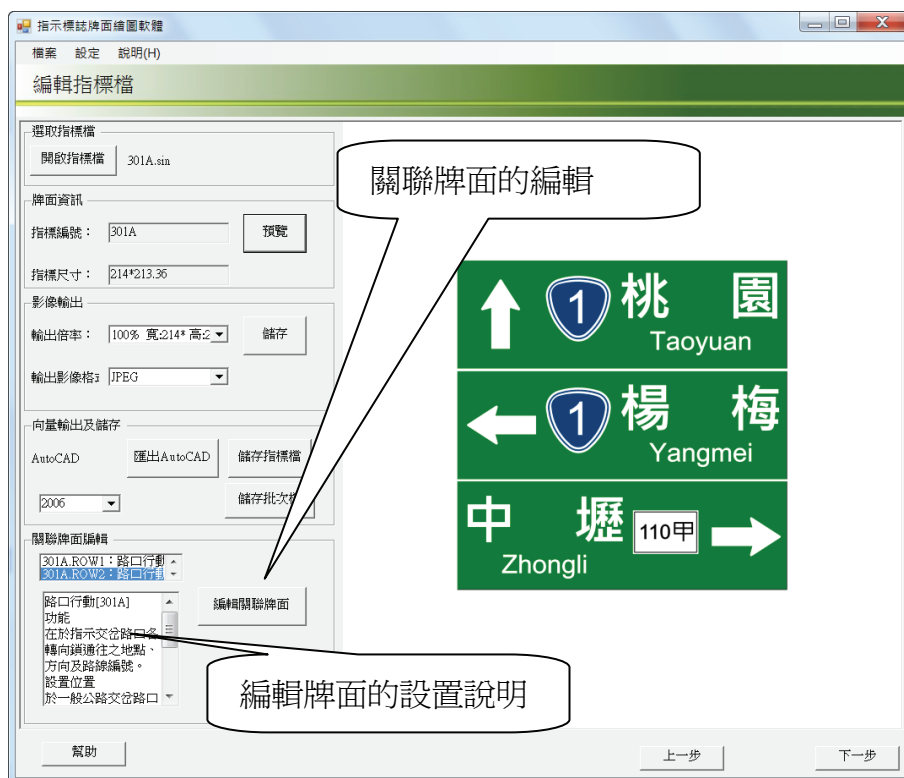 指示標誌牌面繪圖軟體
檔案 設定 說明(H)
編輯指標檔
選取指標檔
開啟指標檔 301A.sin
關聯牌面的編輯
牌面資訊
指標編號： 301A 預覽
指標尺寸： 214*213.36
影像輸出
輸出倍率： 100% 寬:214* 高:2 儲存
輸出影像格 JPEG
向量輸出及儲存
AutoCAD 匯出AutoCAD 儲存指標檔
2006 儲存批次
關聯牌面編輯
301A.ROW1：路口行動
301A.ROW2：路口行動
編輯關聯牌面
路口行動[301A]
功能
在於指示交岔路口各
轉向鎖通往之地點、
方向及路線編號。
設置位置
於一般公路交岔路口
編輯牌面的設置說明
1 桃園
Taoyuan
1 楊梅
Yangmei
中壢 110甲
Zhongli
幫助 上一步 下一步